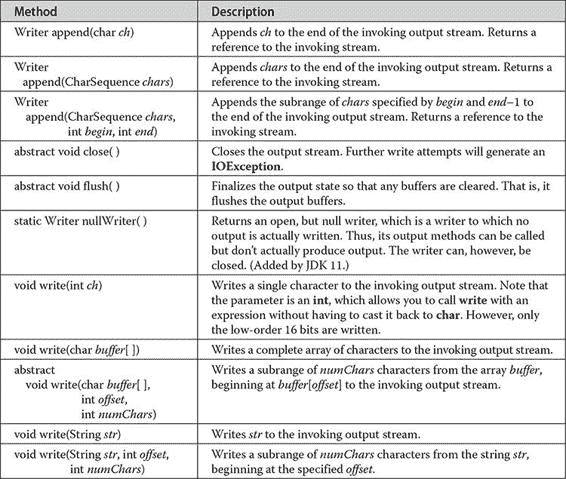 Method Description
Writer append(char ch) Appends ch to the end of the invoking output stream. Returns a
reference to the invoking stream.
Writer Appends chars to the end of the invoking output stream. Returns a
append(CharSequence chars) reference to the invoking stream.
Writer Appends the subrange of chars specified by begin and end–1 to
append(CharSequence chars, the end of the invoking output stream. Returns a reference to the
int begin, int end) invoking stream.
abstract void close( ) Closes the output stream. Further write attempts will generate an
IOException.
abstract void flush( ) Finalizes the output state so that any buffers are cleared. That is, it
flushes the output buffers.
static Writer nullWriter( ) Returns an open, but null writer, which is a writer to which no
output is actually written. Thus, its output methods can be called
but don't actually produce output. The writer can, however, be
closed. (Added by JDK 11.)
void write(int ch) Writes a single character to the invoking output stream. Note that
the parameter is an int, which allows you to call write with an
expression without having to cast it back to char. However, only
the low-order 16 bits are written.
void write(char buffer[ ]) Writes a complete array of characters to the invoking output stream.
abstract Writes a subrange of numChars characters from the array buffer,
void write(char buffer[ ], beginning at buffer[offset] to the invoking output stream.
int offset,
int numChars)
void write(String str) Writes str to the invoking output stream.
void write(String str, int offset, Writes a subrange of numChars characters from the string str,
int numChars) beginning at the specified offset.